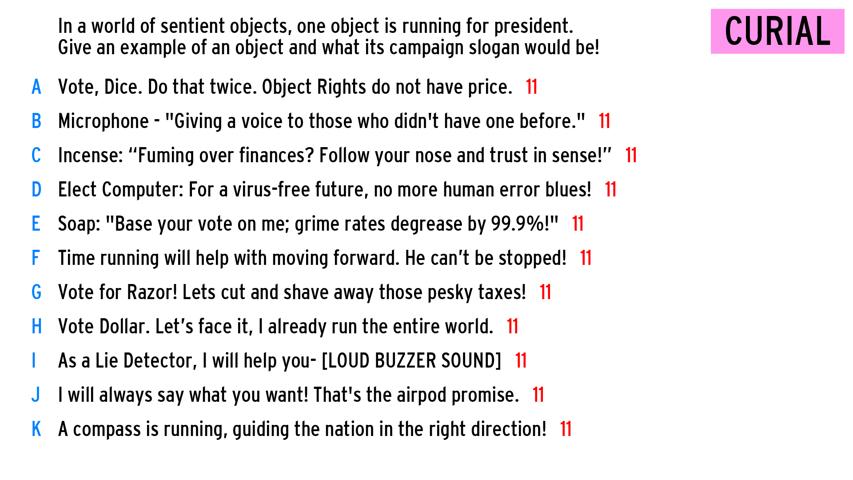 In a world of sentient objects, one object is running for president.
Give an example of an object and what its campaign slogan would be!
CURIAL
A Vote, Dice. Do that twice. Object Rights do not have price. 11
B Microphone - "Giving a voice to those who didn't have one before." 11
C Incense: “Fuming over finances? Follow your nose and trust in sense!” 11
D Elect Computer: For a virus-free future, no more human error blues! 11
E Soap: "Base your vote on me; grime rates degrease by 99.9%!" 11
F Time running will help with moving forward. He can’t be stopped! 11
G Vote for Razor! Lets cut and shave away those pesky taxes! 11
H Vote Dollar. Let’s face it, I already run the entire world. 11
I As a Lie Detector, I will help you- [LOUD BUZZER SOUND] 11
J I will always say what you want! That's the airpod promise. 11
K A compass is running, guiding the nation in the right direction! 11